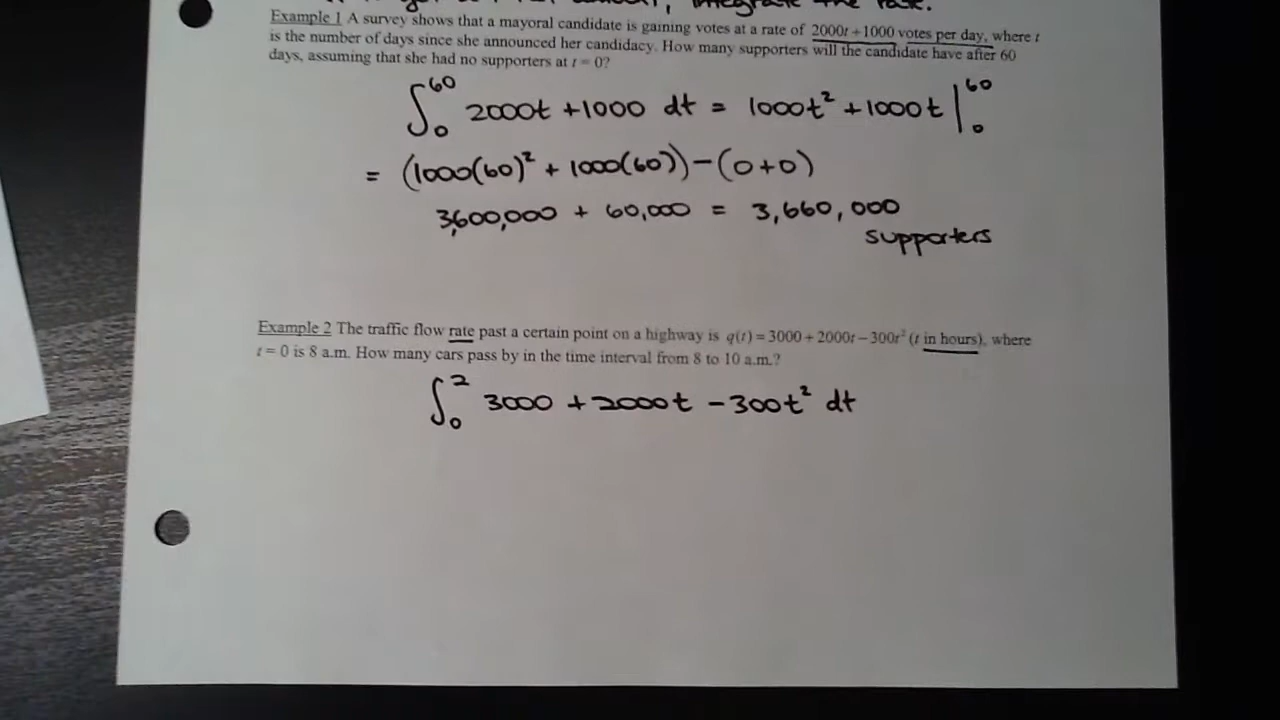 integrate the rate.
Example 1 A survey shows that a mayoral candidate is gaining votes at a rate of 2000t + 1000 votes per day, where t
is the number of days since she announced her candidacy. How many supporters will the candidate have after 60
days, assuming that she had no supporters at t = 0?
∫₀⁶⁰ 2000t + 1000 dt = 1000t² + 1000t |₀⁶⁰
= (1000(60)² + 1000(60)) - (0+0)
3,600,000 + 60,000 = 3,660,000
supporters
Example 2 The traffic flow rate past a certain point on a highway is q(t) = 3000 + 2000t − 300t² (t in hours), where
t = 0 is 8 a.m. How many cars pass by in the time interval from 8 to 10 a.m.?
∫₀² 3000 + 2000t - 300t² dt